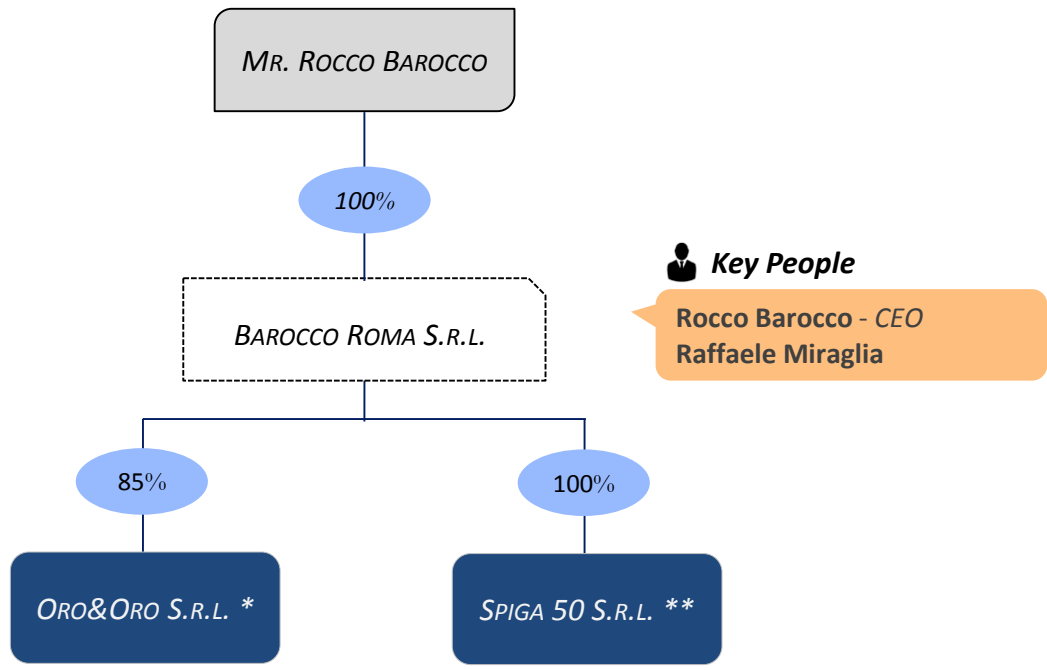 Mr. Rocco Barocco
100%
Key People
Barocco Roma S.r.l.
Rocco Barocco - CEO
Raffaele Miraglia
85%
100%
Oro&Oro S.r.l. *
Spiga 50 S.r.l. **